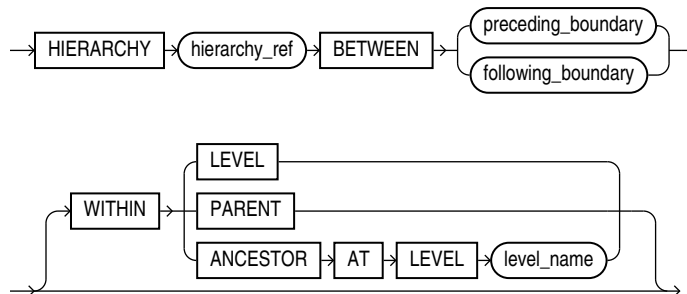 HIERARCHY hierarchy_ref BETWEEN preceding_boundary
following_boundary
LEVEL
WITHIN PARENT
ANCESTOR AT LEVEL level_name